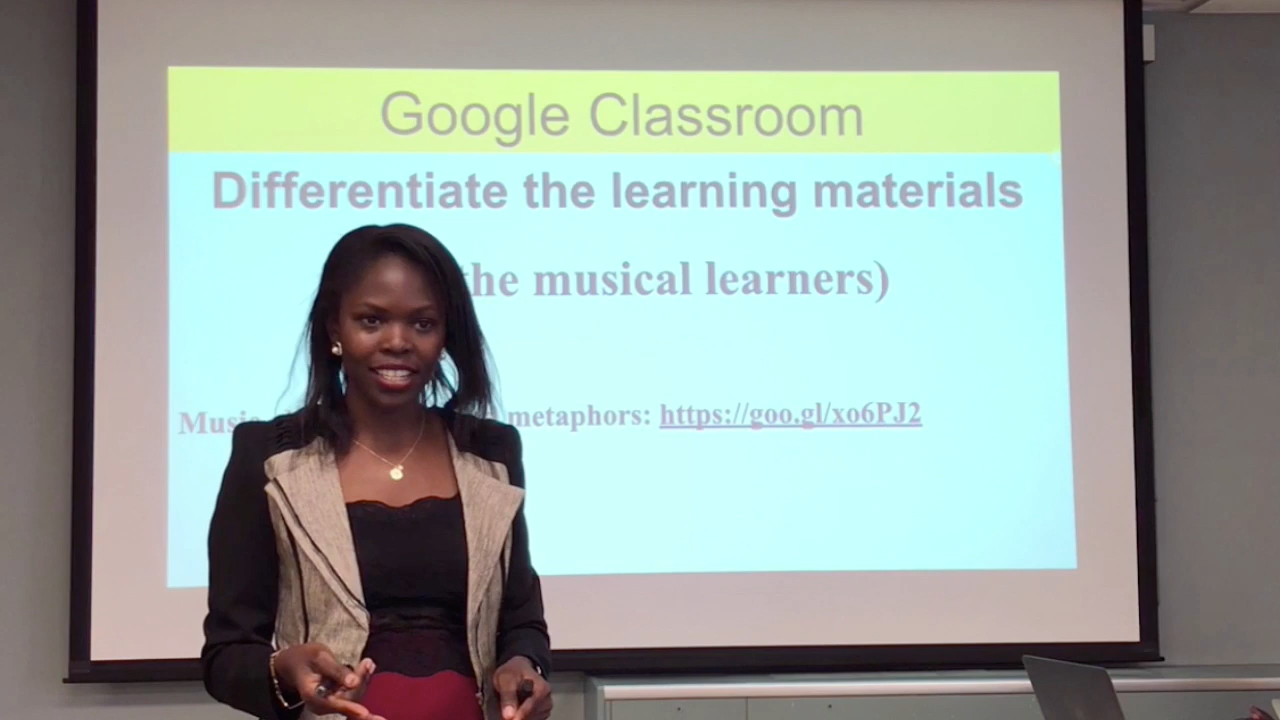 Google Classroom
Differentiate the learning materials
the musical learners)
metaphors: https://goo.gl/xo6PJ2